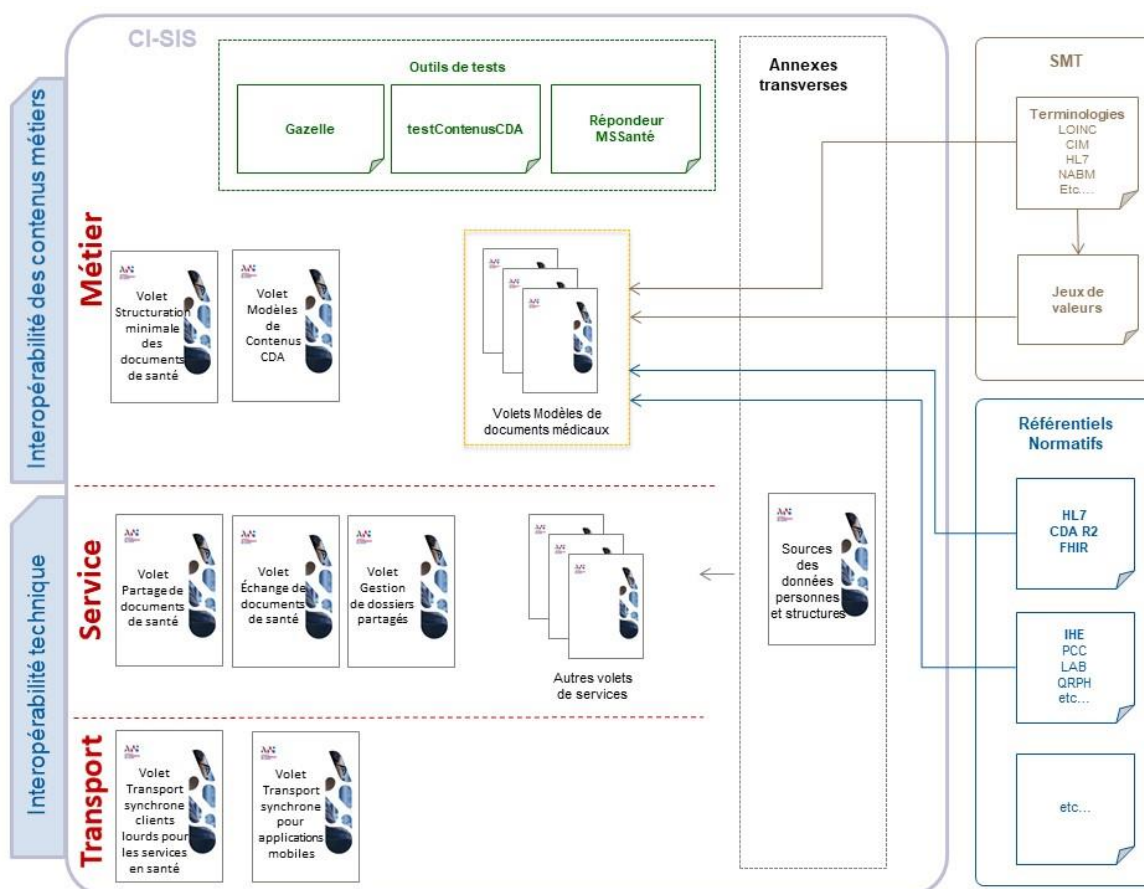 CI-SIS
Interopérabilité des contenus métiers
Métier
Outils de tests
Gazelle
testContenusCDA
Répondeur
MSSanté
Annexes
transverses
SMT
Terminologies
LOINC
CIM
HL7
NABM
Etc....
Jeux de
valeurs
Volet
Structuration
minimale
des
documents
de santé
Volet
Modèles
de
Contenus
CDA
Volets Modèles de
documents médicaux
Référentiels
Normatifs
HL7
CDA R2
FHIR
IHE
PCC
LAB
QRPH
etc...
etc...
Interopérabilité technique
Service
Volet
Partage de
documents
de santé
Volet
Échange de
documents
de santé
Volet
Gestion
de dossiers
partagés
Autres volets
de services
Sources
des
données
personnes
et structures
Transport
Volet
Transport
synchrone
clients
lourds pour
les services
en santé
Volet
Transport
synchrone
pour
applications
mobiles